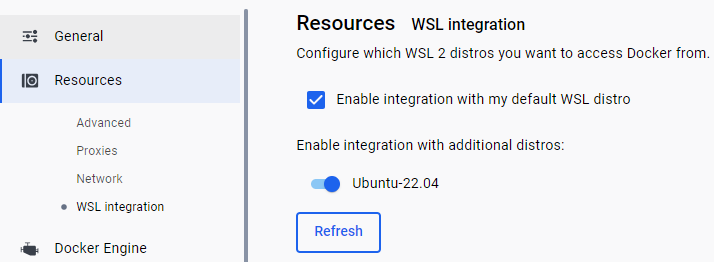 General
Resources
Advanced
Proxies
Network
WSL integration
Docker Engine
Resources WSL integration
Configure which WSL 2 distros you want to access Docker from.
Enable integration with my default WSL distro
Enable integration with additional distros:
Ubuntu-22.04
Refresh